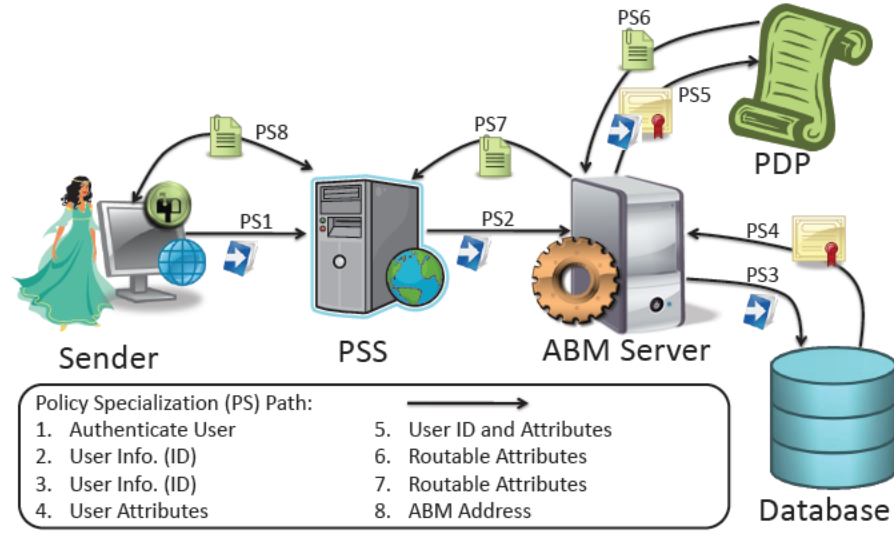 PS6
PS8
PS7
PS5
PDP
PS1
PS2
PS4
PS3
Sender
PSS
ABM Server
Policy Specialization (PS) Path:
1. Authenticate User
2. User Info. (ID)
3. User Info. (ID)
4. User Attributes
5. User ID and Attributes
6. Routable Attributes
7. Routable Attributes
8. ABM Address
Database